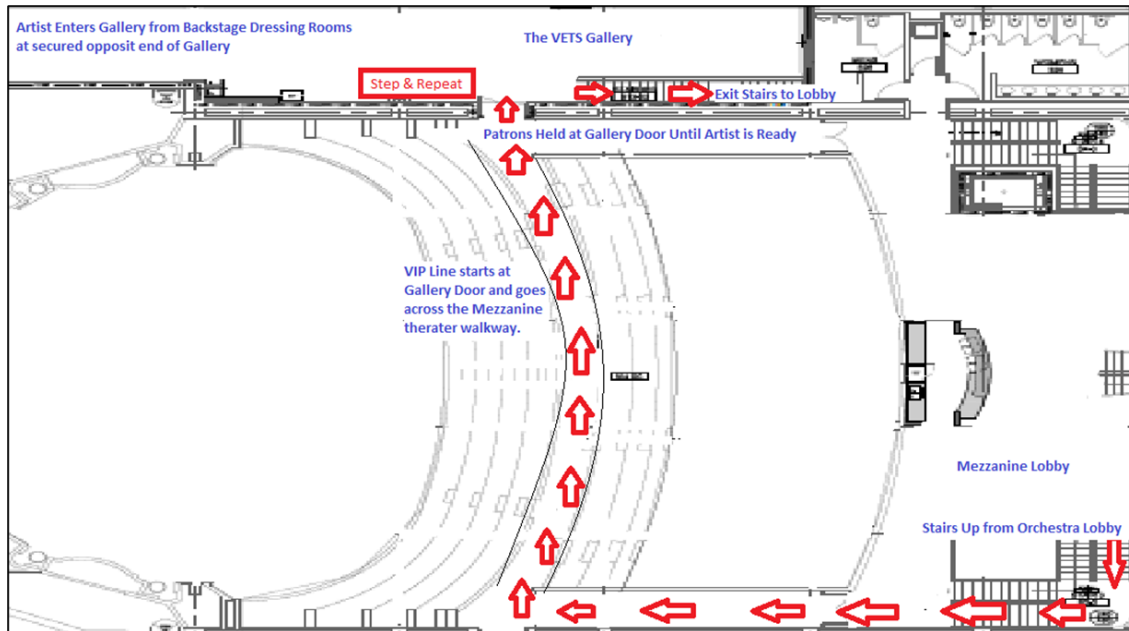 Artist Enters Gallery from Backstage Dressing Rooms
at secured opposit end of Gallery
The VETS Gallery
Step & Repeat
Exit Stairs to Lobby
Patrons Held at Gallery Door Until Artist is Ready
VIP Line starts at
Gallery Door and goes
across the Mezzanine
therater walkway.
Mezzanine Lobby
Stairs Up from Orchestra Lobby